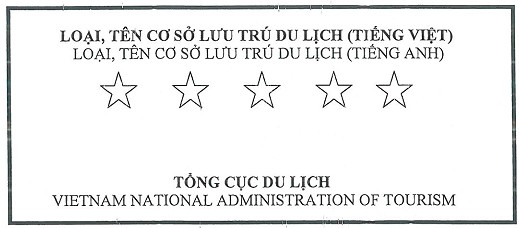 LOẠI, TÊN CƠ SỞ LƯU TRÚ DU LỊCH (TIẾNG VIỆT)
LOẠI, TÊN CƠ SỞ LƯU TRÚ DU LỊCH (TIẾNG ANH)
TỔNG CỤC DU LỊCH
VIETNAM NATIONAL ADMINISTRATION OF TOURISM